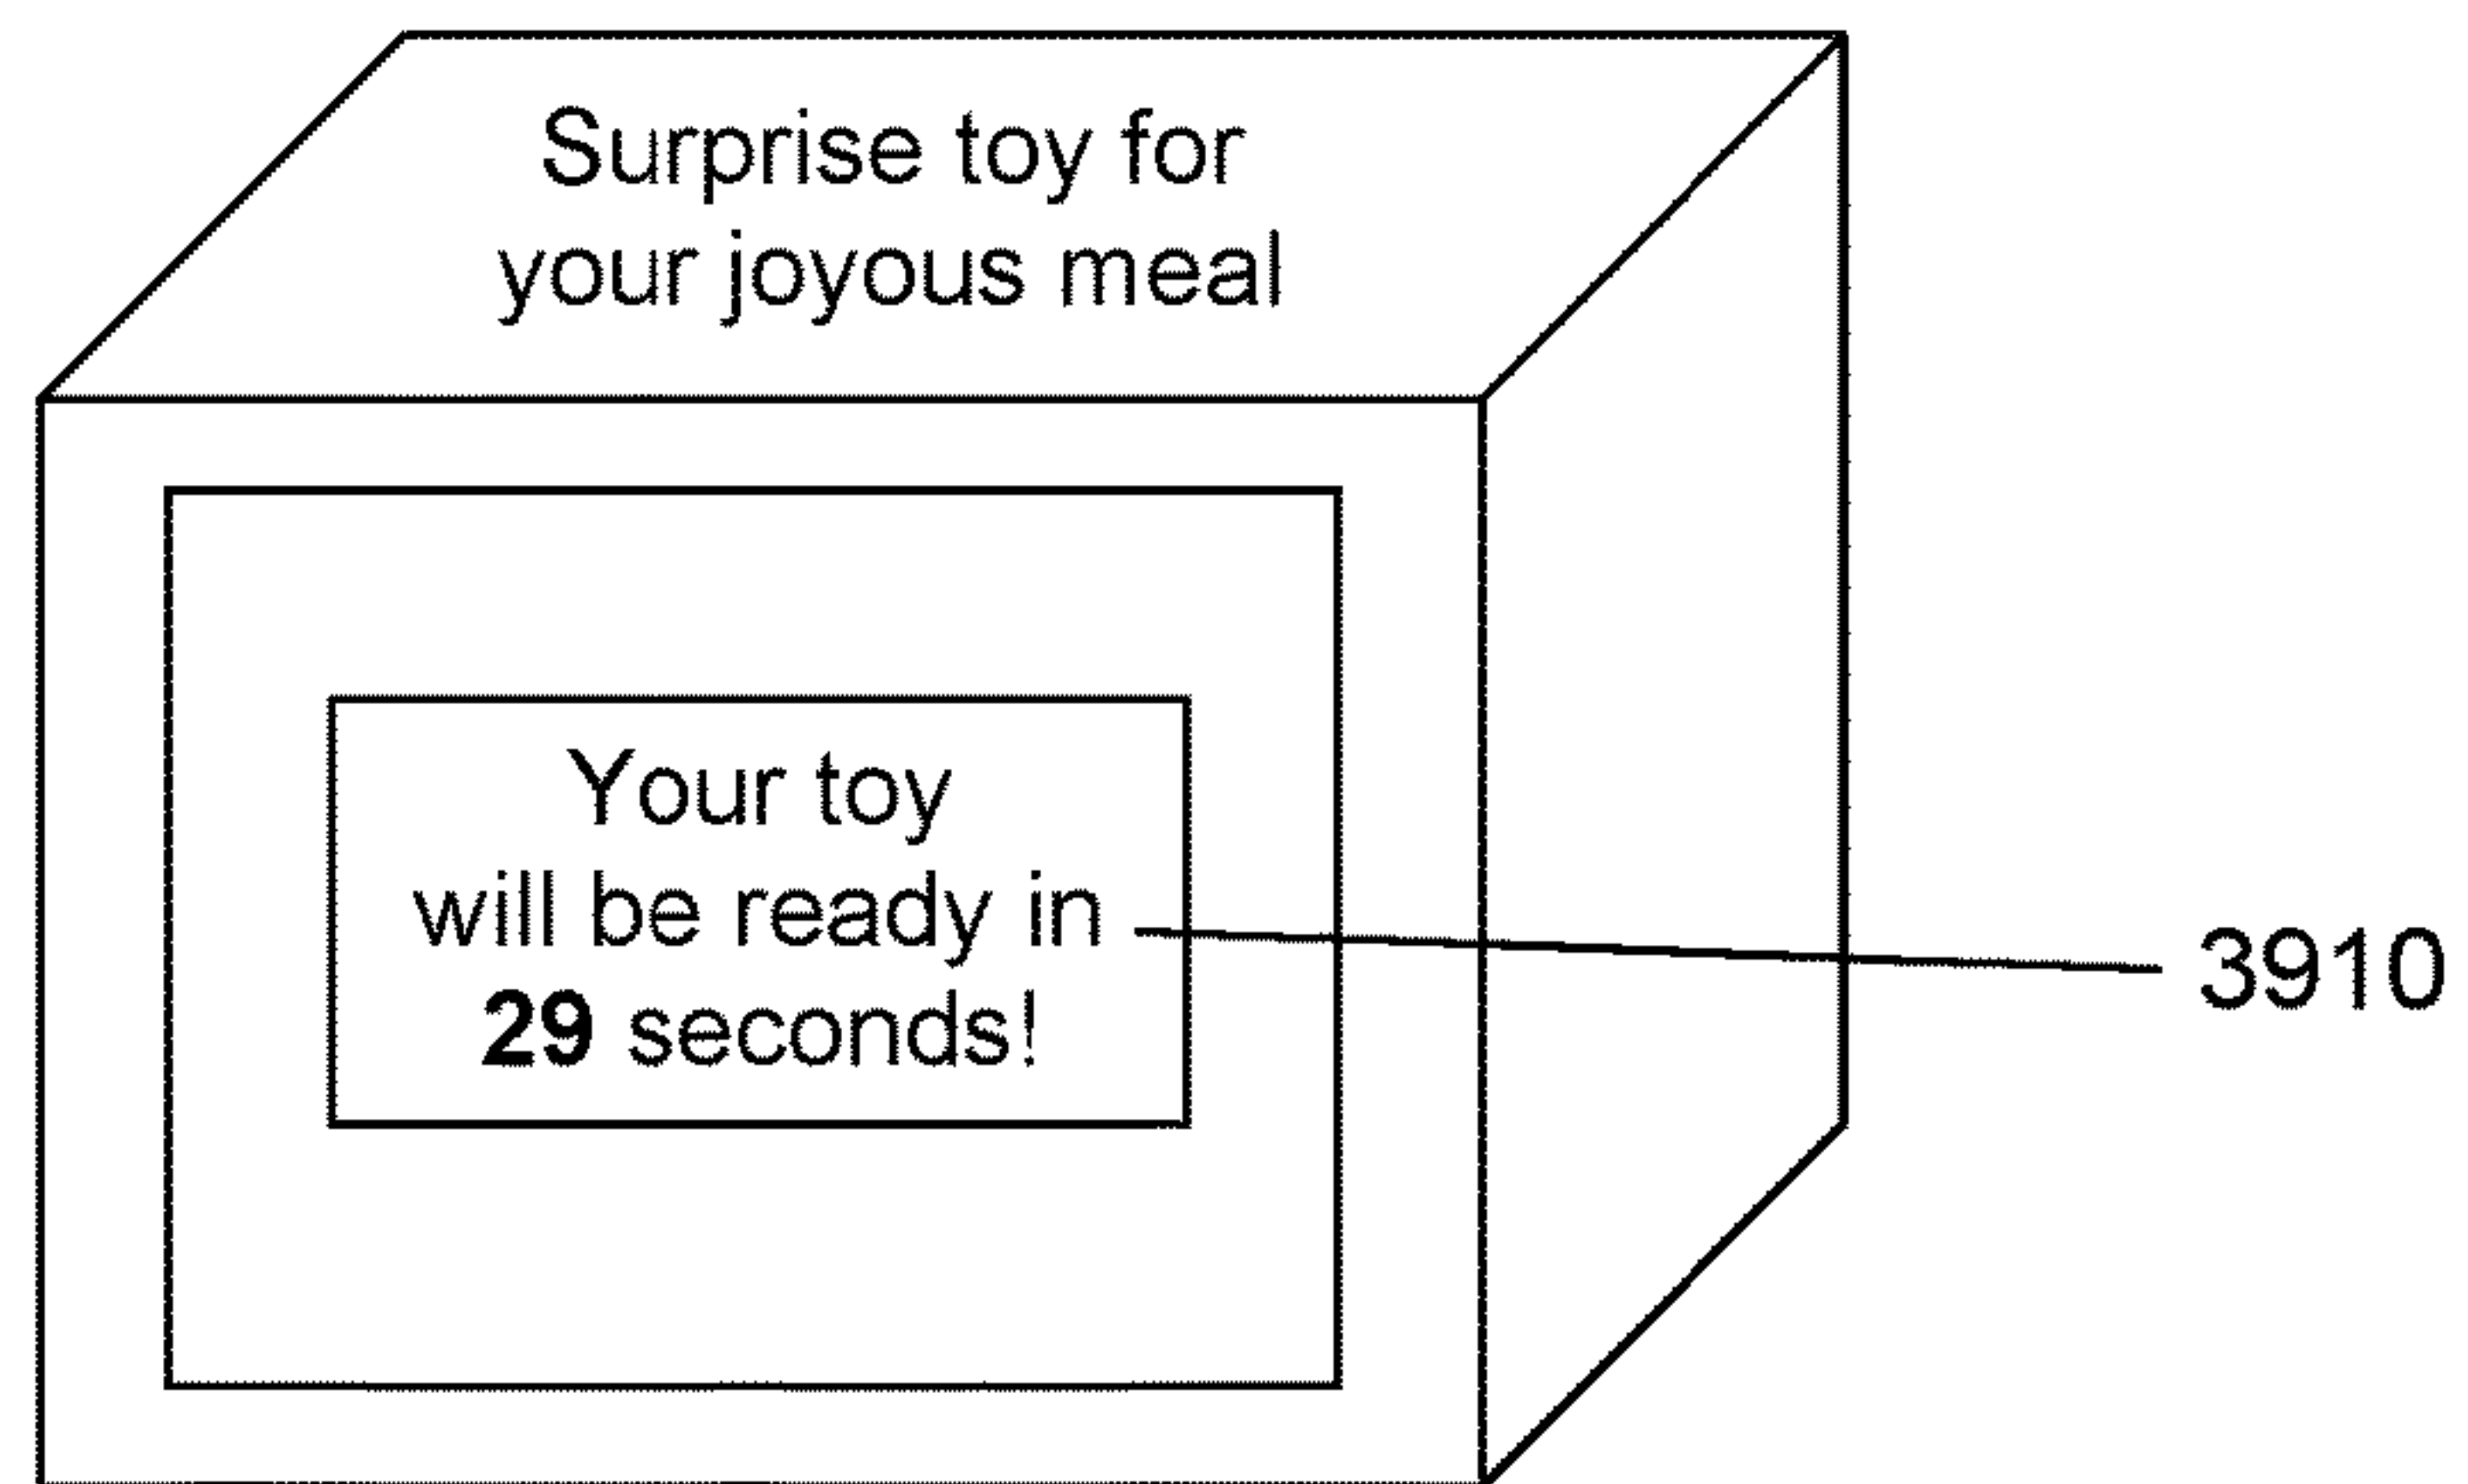 Surprise toy for
your joyous meal
Your toy
will be ready in
29 seconds!
3910